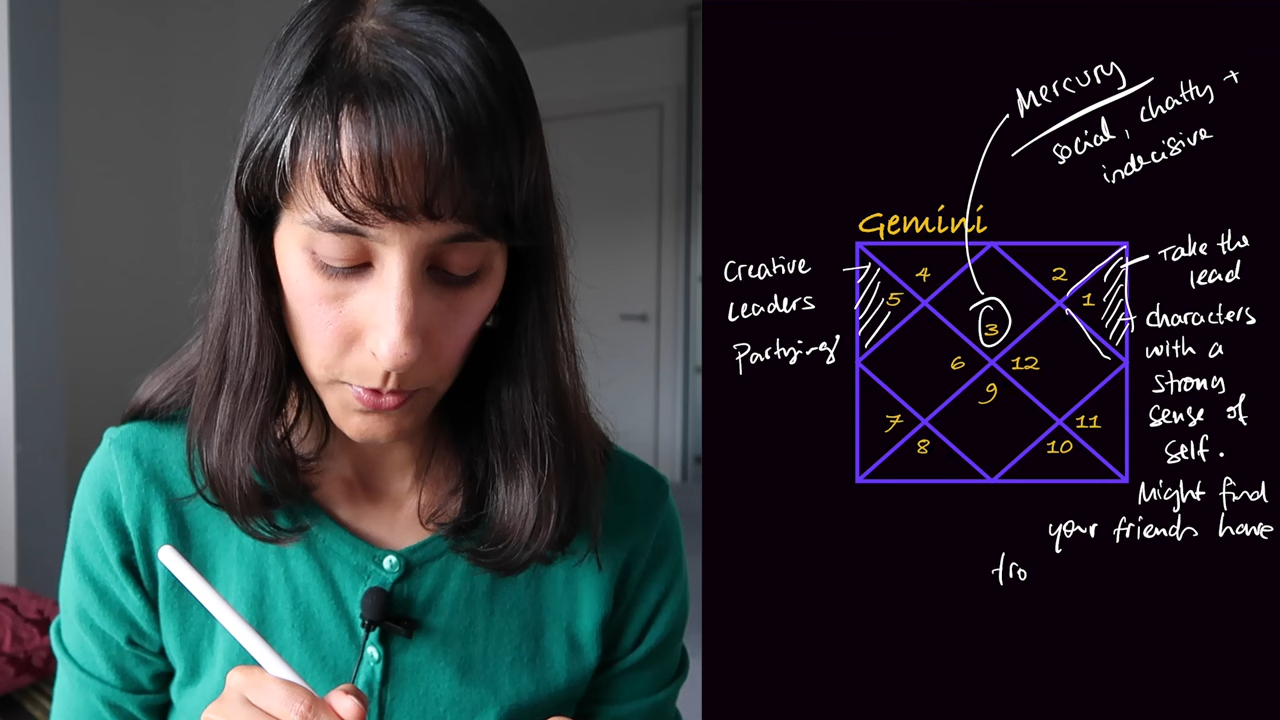 Mercury
social, chatty +
indecisive
Gemini
Creative
Leaders
Partying
4
2
5
1
3
6
12
9
7
11
8
10
Take the
lead
characters
with a
strong
sense of
self.
Might find
your friends have
tro